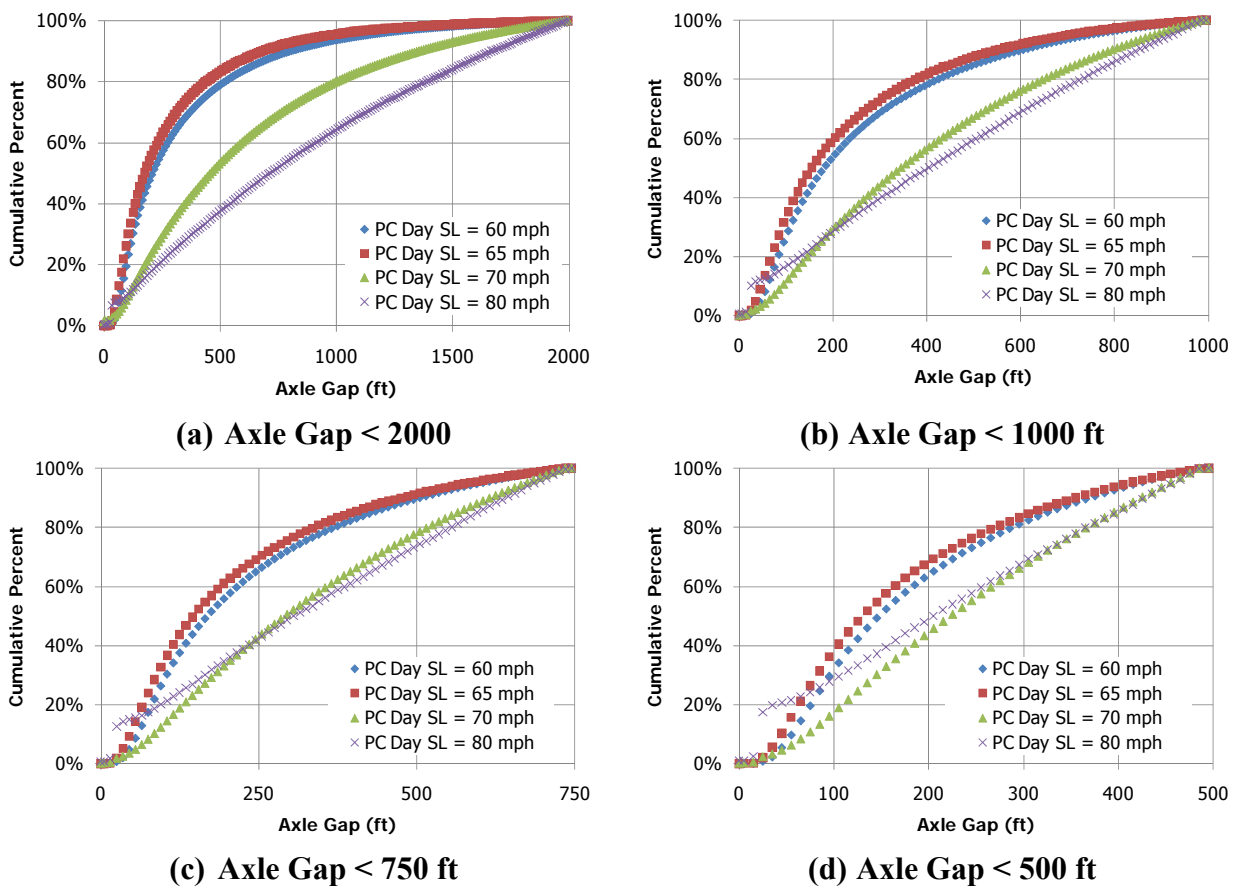 100%
80%
60%
40%
20%
0%
Cumulative Percent
PC Day SL = 60 mph
PC Day SL = 65 mph
PC Day SL = 70 mph
PC Day SL = 80 mph
0 500 1000 1500 2000
Axle Gap (ft)
(a) Axle Gap < 2000
100%
80%
60%
40%
20%
0%
Cumulative Percent
PC Day SL = 60 mph
PC Day SL = 65 mph
PC Day SL = 70 mph
PC Day SL = 80 mph
0 200 400 600 800 1000
Axle Gap (ft)
(b) Axle Gap < 1000 ft
100%
80%
60%
40%
20%
0%
Cumulative Percent
PC Day SL = 60 mph
PC Day SL = 65 mph
PC Day SL = 70 mph
PC Day SL = 80 mph
0 250 500 750
Axle Gap (ft)
(c) Axle Gap < 750 ft
100%
80%
60%
40%
20%
0%
Cumulative Percent
PC Day SL = 60 mph
PC Day SL = 65 mph
PC Day SL = 70 mph
PC Day SL = 80 mph
0 100 200 300 400 500
Axle Gap (ft)
(d) Axle Gap < 500 ft